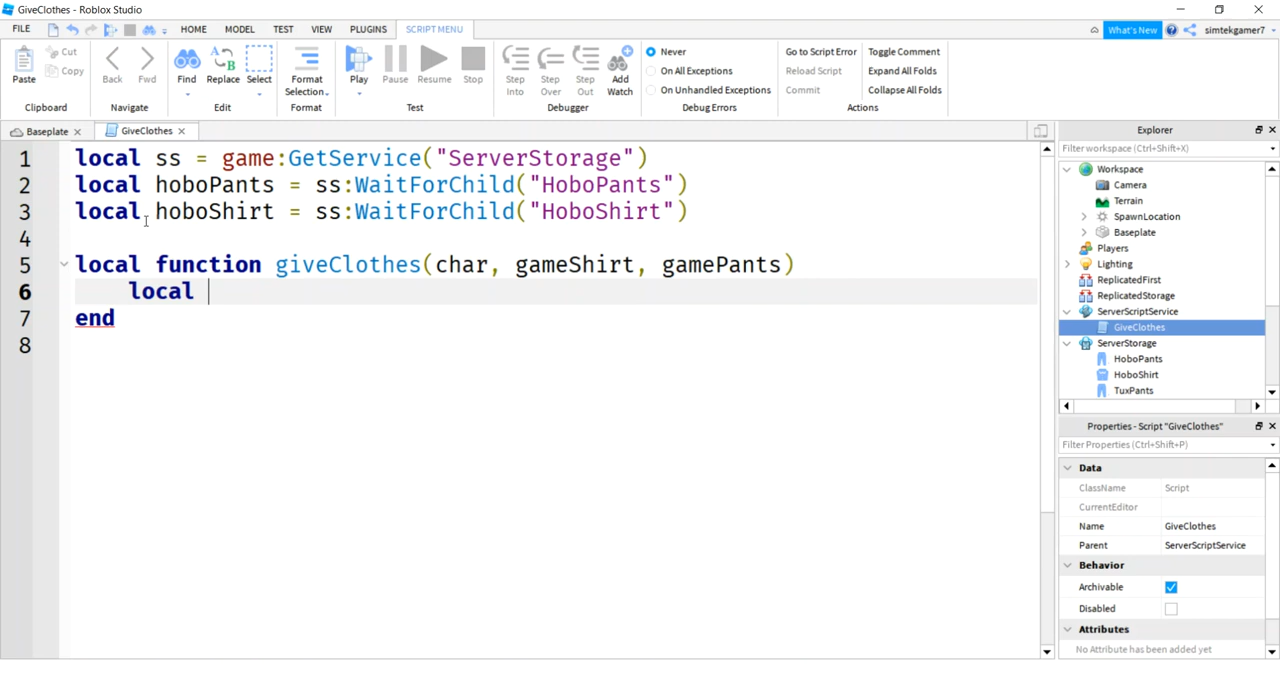 GiveClothes - Roblox Studio
FILE HOME MODEL TEST VIEW PLUGINS SCRIPT MENU What's New simtekgamer7
Paste Cut Copy Back Fwd Find Replace Select Format Selection Play Pause Resume Stop Step Into Step Over Step Out Add Watch
Never Go to Script Error Toggle Comment
On All Exceptions Reload Script Expand All Folds
On Unhandled Exceptions Commit Collapse All Folds
Clipboard Navigate Edit Format Test Debugger Debug Errors Actions
Baseplate GiveClothes
1 local ss = game:GetService("ServerStorage")
2 local hoboPants = ss:WaitForChild("HoboPants")
3 local hoboShirt = ss:WaitForChild("HoboShirt")
4
5 local function giveClothes(char, gameShirt, gamePants)
6 local
7 end
8
Explorer
Filter workspace (Ctrl+Shift+X)
Workspace
Camera
Terrain
SpawnLocation
Baseplate
Players
Lighting
ReplicatedFirst
ReplicatedStorage
ServerScriptService
GiveClothes
ServerStorage
HoboPants
HoboShirt
TuxPants
Properties - Script "GiveClothes"
Filter Properties (Ctrl+Shift+P)
Data
ClassName Script
CurrentEditor
Name GiveClothes
Parent ServerScriptService
Behavior
Archivable
Disabled
Attributes
No Attribute has been added yet